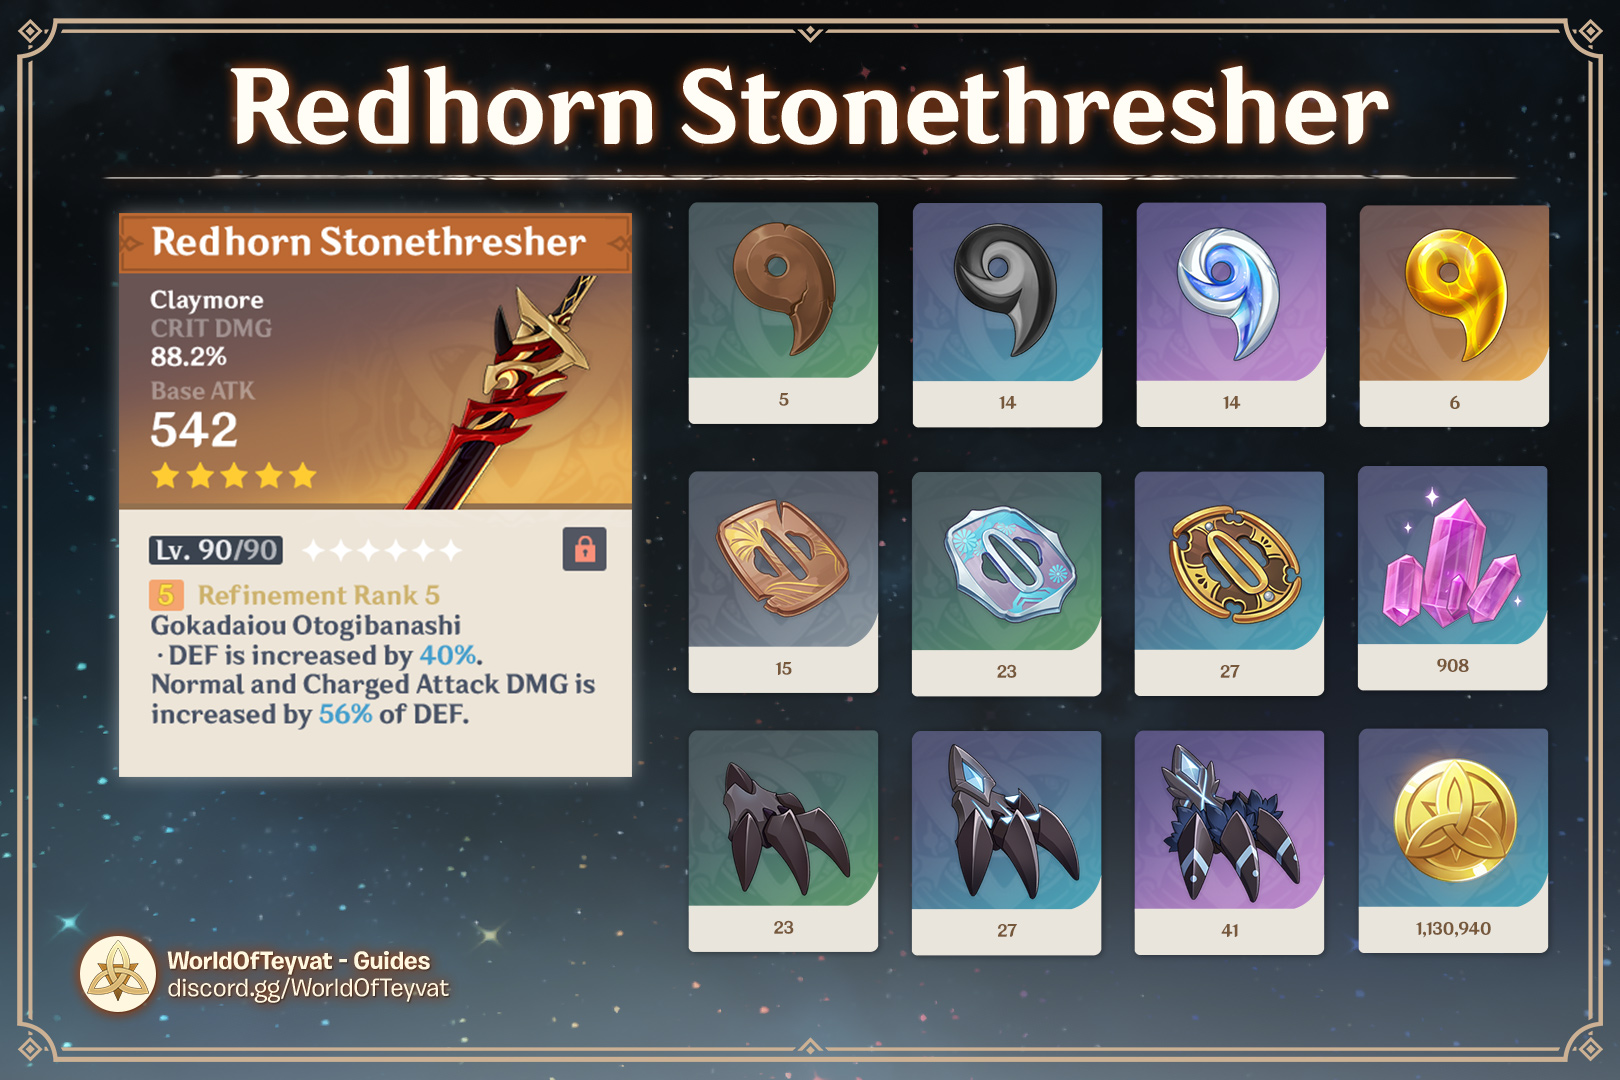 Redhorn Stonethresher
Redhorn Stonethresher
Claymore
CRIT DMG
88.2%
Base ATK
542
Lv. 90/90
5 Refinement Rank 5
Gokadaiou Otogibanashi
· DEF is increased by 40%.
Normal and Charged Attack DMG is
increased by 56% of DEF.
5
14
14
6
15
23
27
908
23
27
41
1,130,940
WorldOfTeyvat - Guides
discord.gg/WorldOfTeyvat